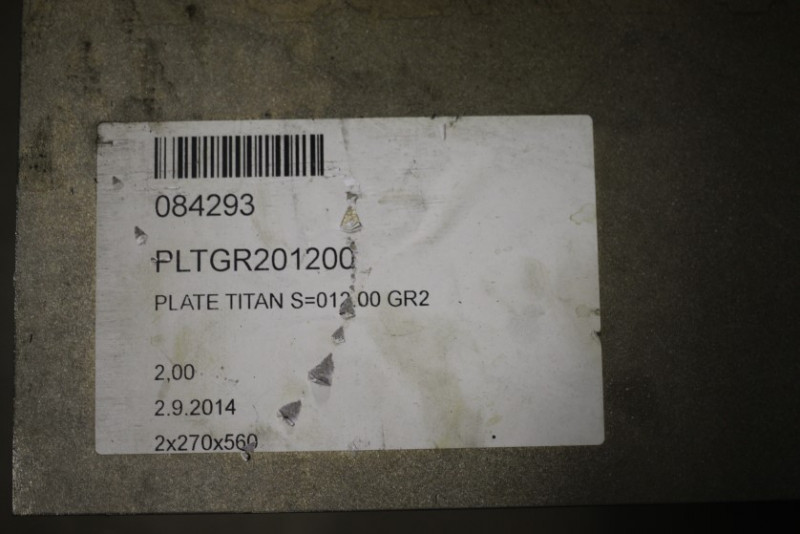 084293
PLTGR201200
PLATE TITAN S=012.00 GR2
2,00
2.9.2014
2x270x560